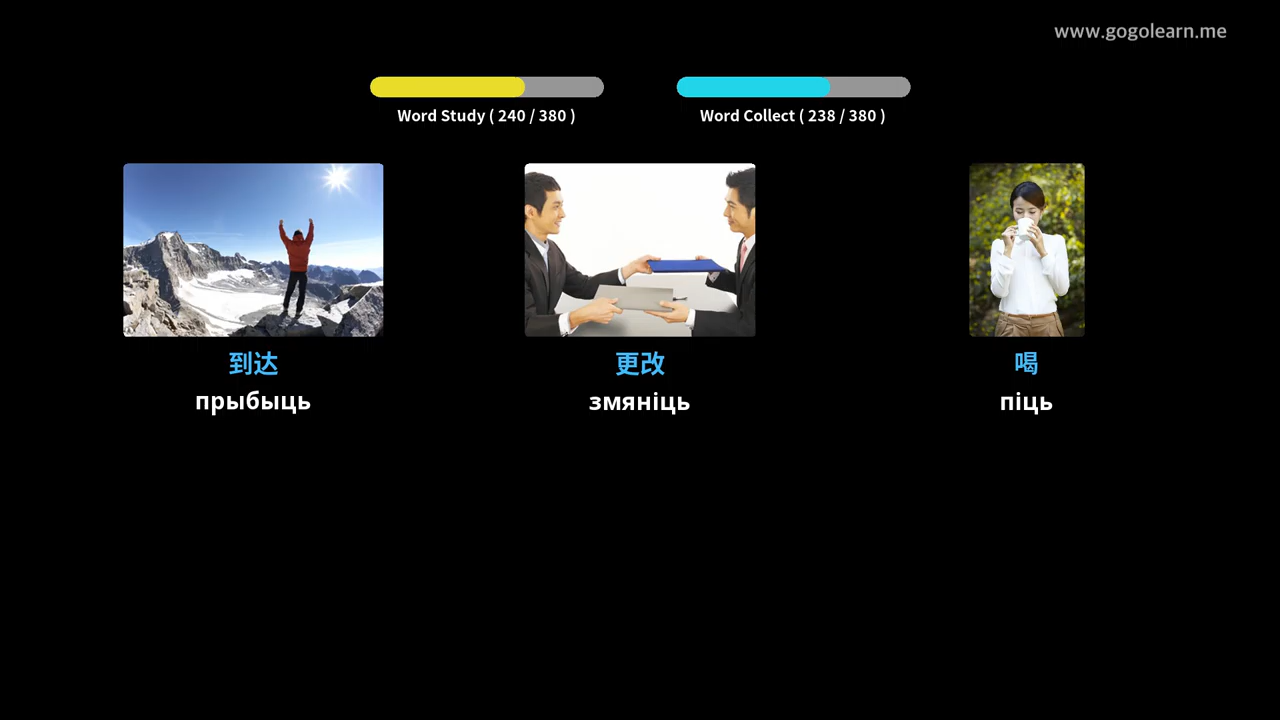 www.gogolearn.me
Word Study ( 240 / 380 )
Word Collect ( 238 / 380 )
到达
更改
喝
прыбыць
змяніць
піць